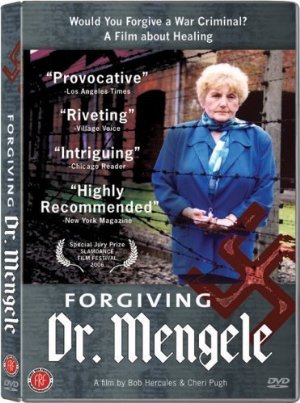 Would You Forgive a War Criminal?
A Film about Healing
"Provocative"
-Los Angeles Times
"Riveting"
-Village Voice
"Intriguing"
-Chicago Reader
"Highly
Recommended"
-New York Magazine
Special Jury Prize
SLAMDANCE
FILM FESTIVAL
2006
FORGIVING
Dr. Mengele
A film by Bob Hercules & Cheri Pugh
DVD
FORGIVING Dr. Mengele
FRF
DVD